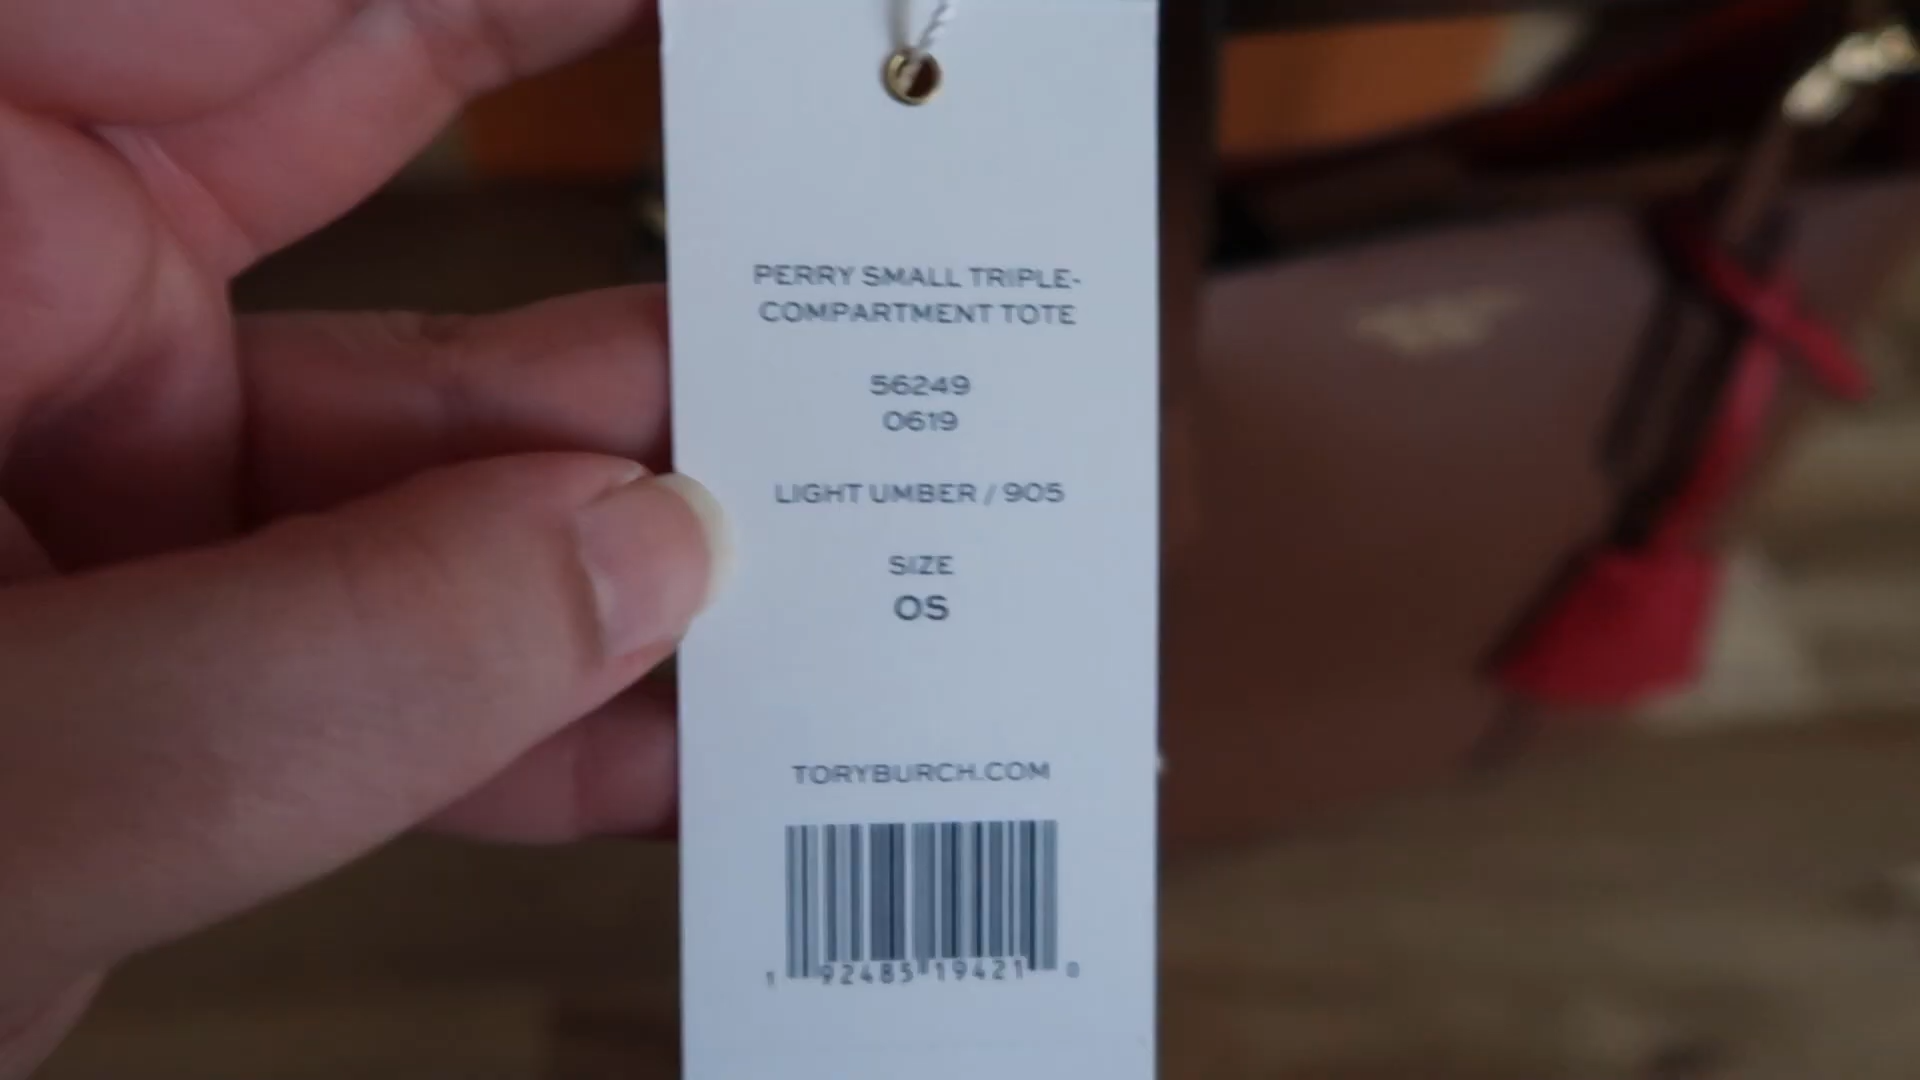 PERRY SMALL TRIPLE-
COMPARTMENT TOTE
56249
0619
LIGHT UMBER / 905
SIZE
OS
TORYBURCH.COM
1 92485 19421 0